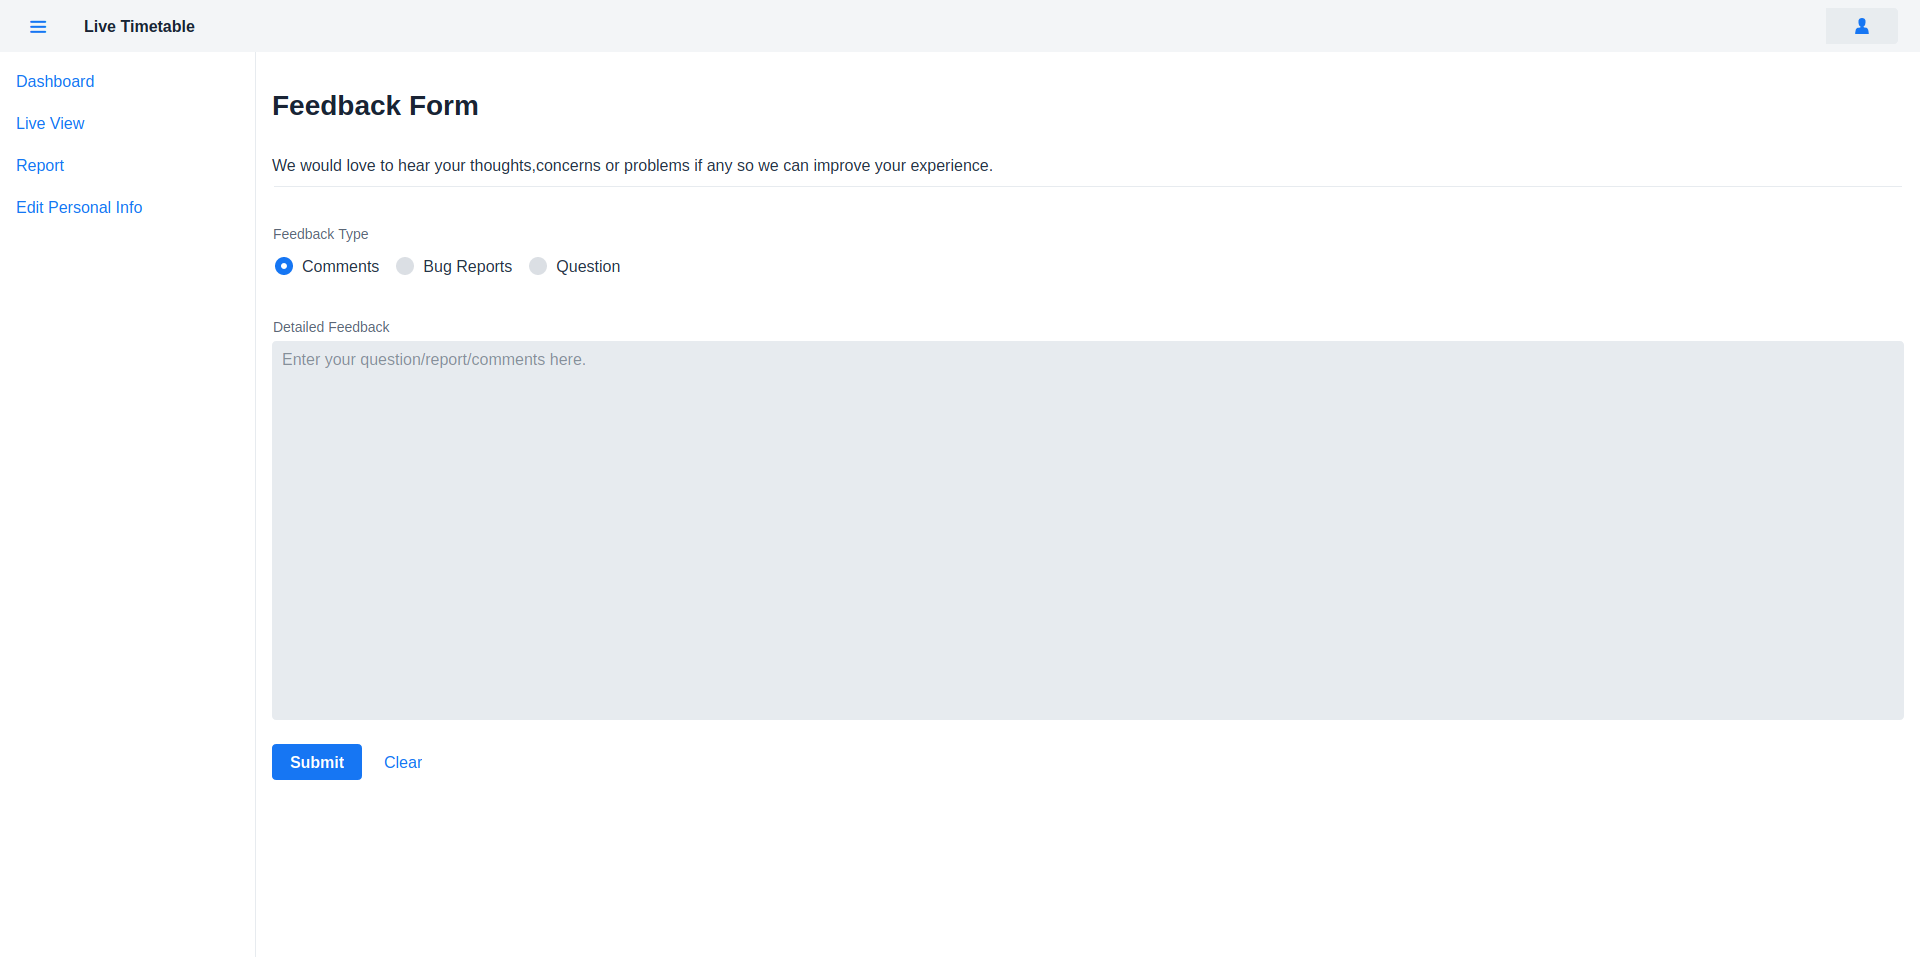 Live Timetable
Dashboard
Live View
Report
Edit Personal Info
Feedback Form
We would love to hear your thoughts,concerns or problems if any so we can improve your experience.
Feedback Type
Comments Bug Reports Question
Detailed Feedback
Enter your question/report/comments here.
Submit Clear